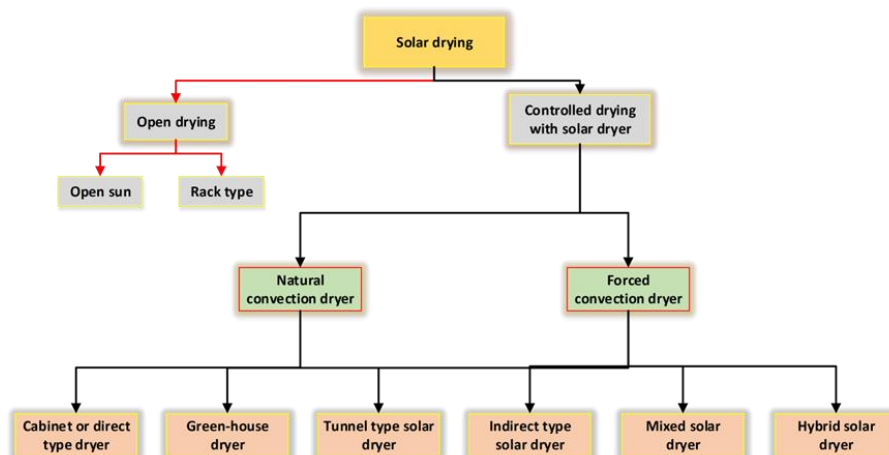 Solar drying
Open drying
Controlled drying
with solar dryer
Open sun
Rack type
Natural
convection dryer
Forced
convection dryer
Cabinet or direct
type dryer
Green-house
dryer
Tunnel type solar
dryer
Indirect type
solar dryer
Mixed solar
dryer
Hybrid solar
dryer